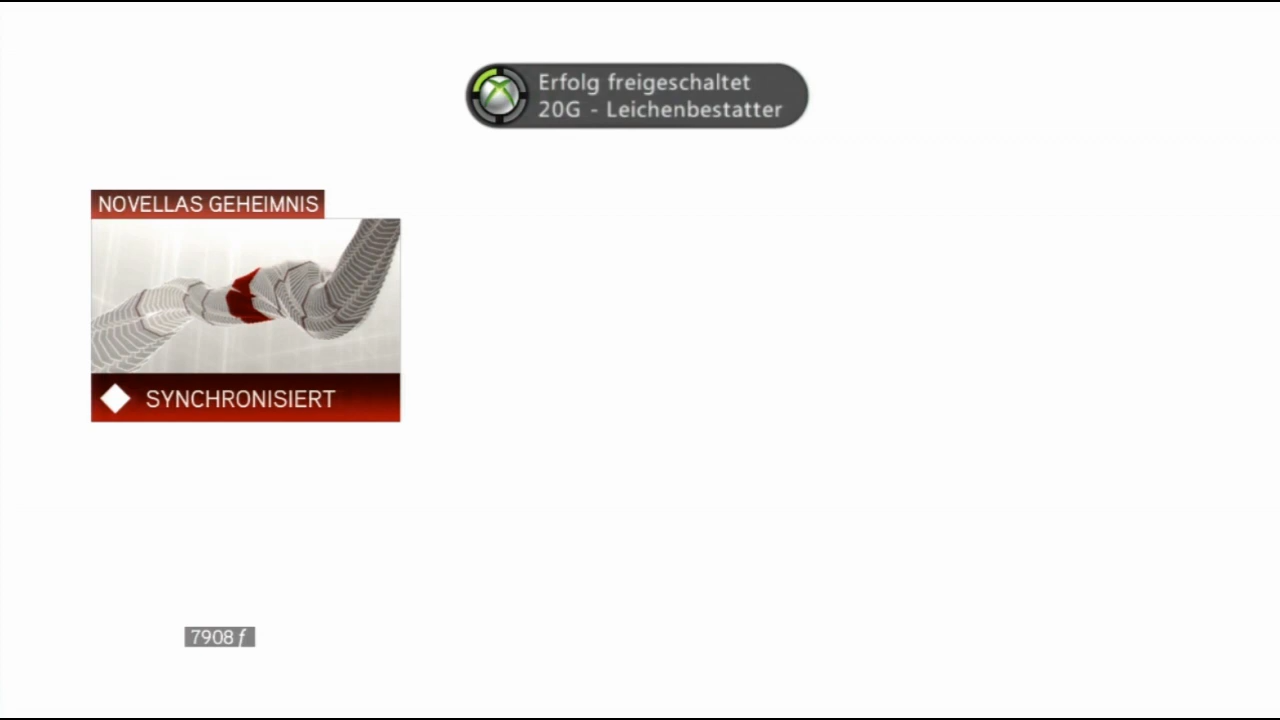 Erfolg freigeschaltet
20G - Leichenbestatter
NOVELLAS GEHEIMNIS
SYNCHRONISIERT
7908 ƒ